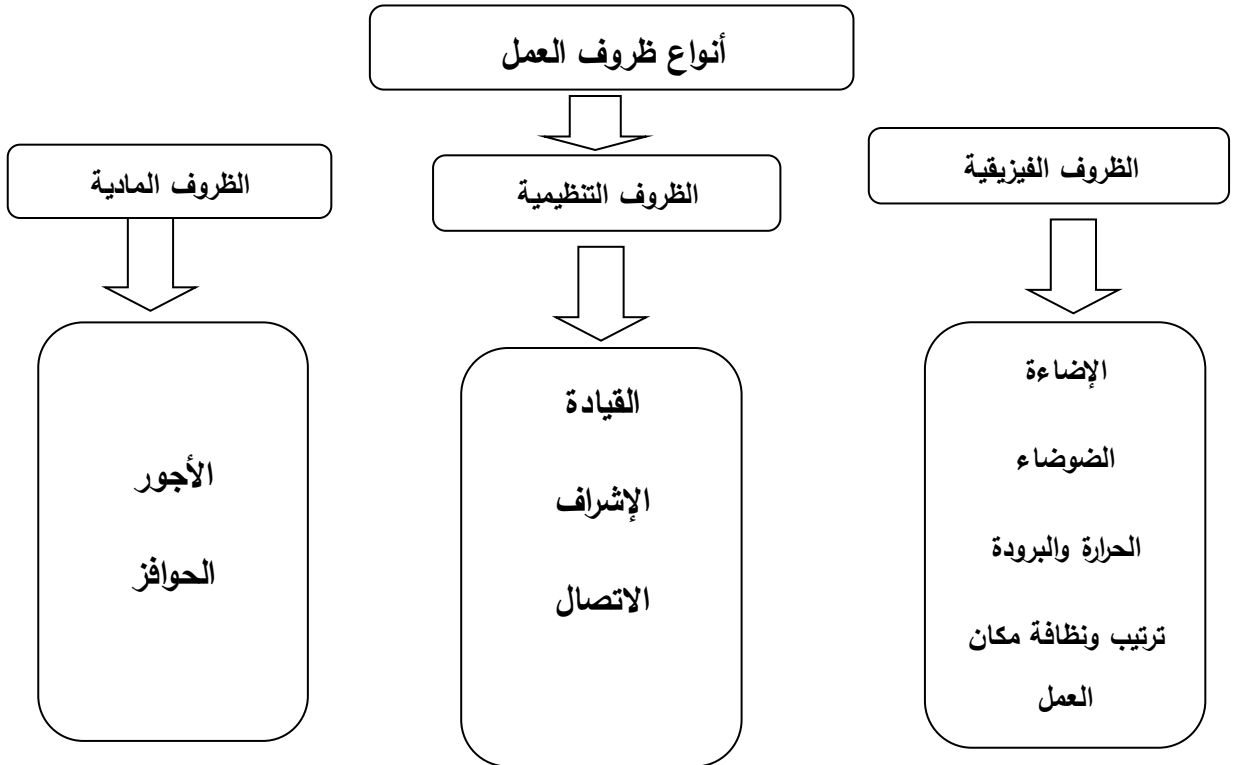 أنواع ظروف العمل
الظروف الفيزيقية
الظروف التنظيمية
الظروف المادية
الإضاءة
الضوضاء
الحرارة والبرودة
ترتيب ونظافة مكان
العمل
القيادة
الإشراف
الاتصال
الأجور
الحوافز